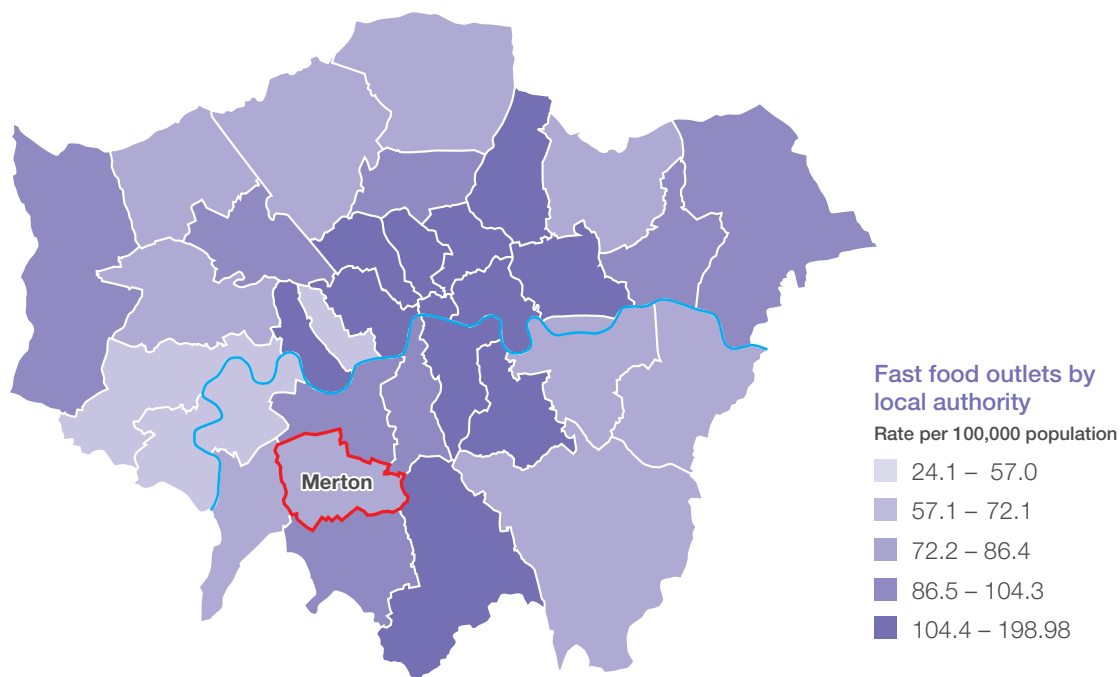 Merton
Fast food outlets by
local authority
Rate per 100,000 population
24.1 – 57.0
57.1 – 72.1
72.2 – 86.4
86.5 – 104.3
104.4 – 198.98